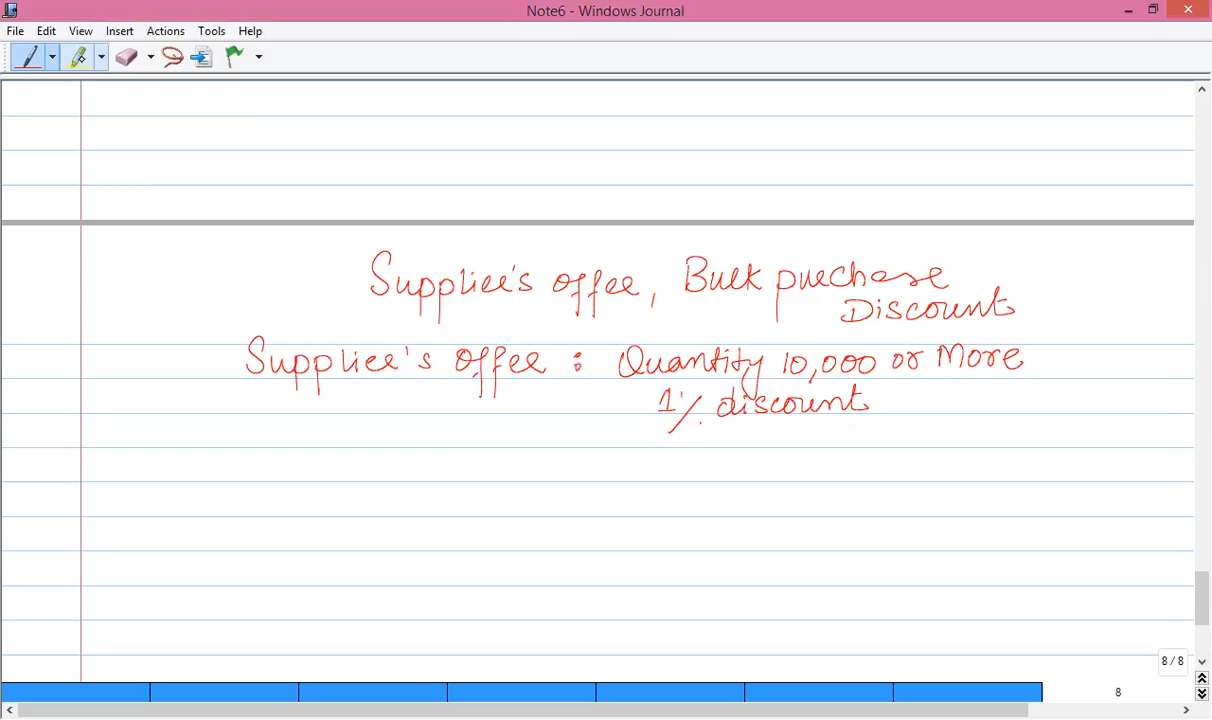 Note6 - Windows Journal
File Edit View Insert Actions Tools Help
Supplier's offer, Bulk purchase
Discount
Supplier's offer : Quantity 10,000 or More
1% discount
8 / 8
8